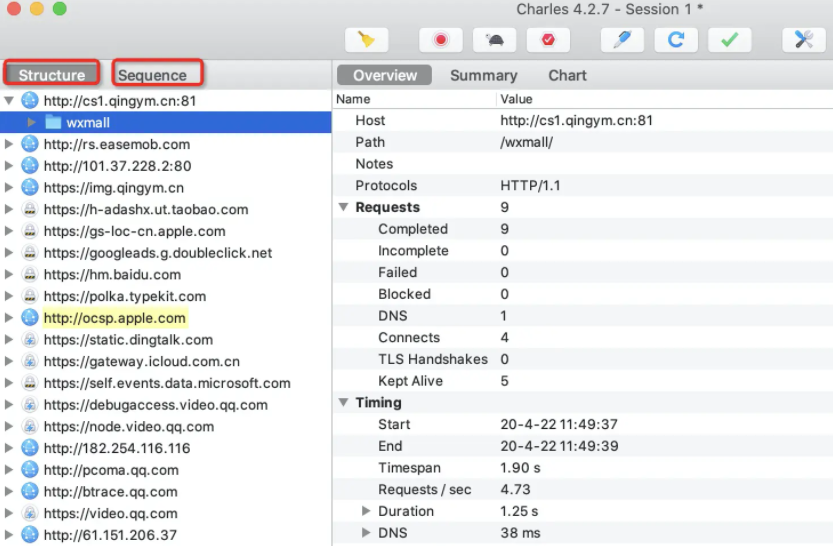 Charles 4.2.7 - Session 1 *
Structure
Sequence
http://cs1.qingym.cn:81
wxmall
http://rs.easemob.com
http://101.37.228.2:80
https://img.qingym.cn
https://h-adashx.ut.taobao.com
https://gs-loc-cn.apple.com
https://googleads.g.doubleclick.net
https://hm.baidu.com
https://polka.typekit.com
http://ocsp.apple.com
https://static.dingtalk.com
https://gateway.icloud.com.cn
https://self.events.data.microsoft.com
https://debugaccess.video.qq.com
https://node.video.qq.com
http://182.254.116.116
http://pcoma.qq.com
http://btrace.qq.com
https://video.qq.com
http://61.151.206.37
Overview
Summary
Chart
Name Value
Host http://cs1.qingym.cn:81
Path /wxmall/
Notes
Protocols HTTP/1.1
Requests 9
Completed 9
Incomplete 0
Failed 0
Blocked 0
DNS 1
Connects 4
TLS Handshakes 0
Kept Alive 5
Timing
Start 20-4-22 11:49:37
End 20-4-22 11:49:39
Timespan 1.90 s
Requests / sec 4.73
Duration 1.25 s
DNS 38 ms